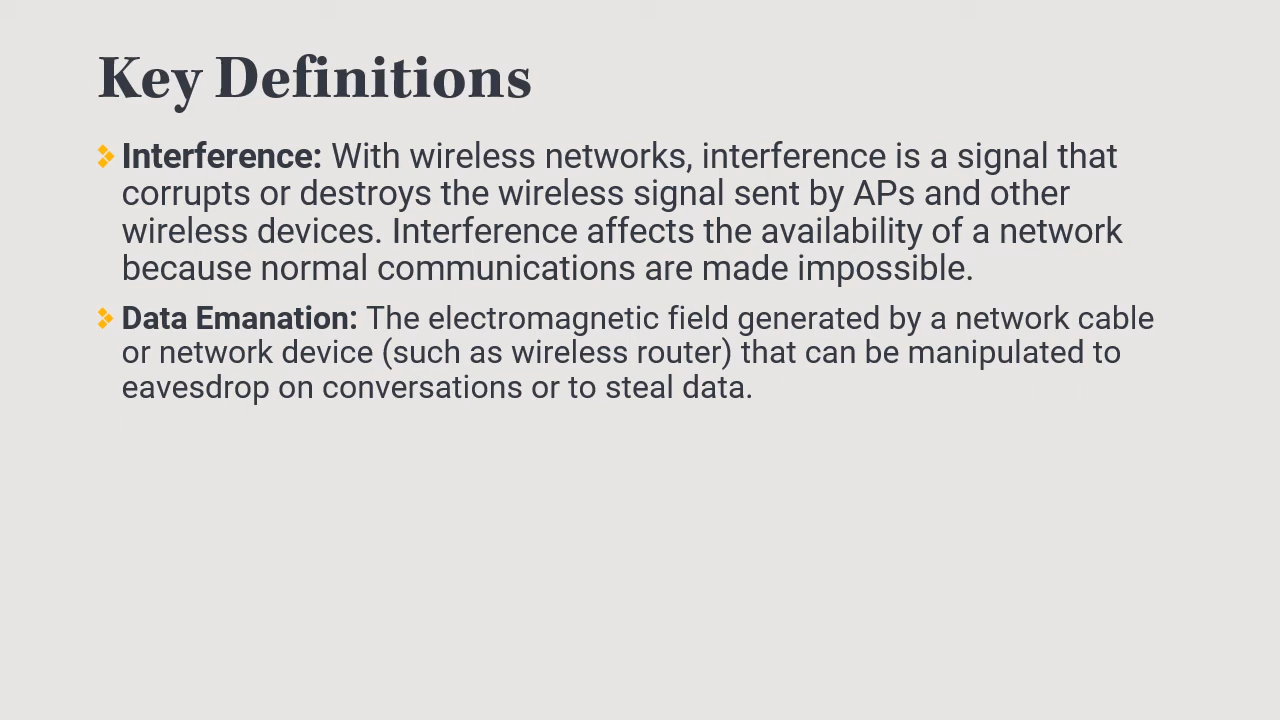 Key Definitions
Interference: With wireless networks, interference is a signal that
corrupts or destroys the wireless signal sent by APs and other
wireless devices. Interference affects the availability of a network
because normal communications are made impossible.
Data Emanation: The electromagnetic field generated by a network cable
or network device (such as wireless router) that can be manipulated to
eavesdrop on conversations or to steal data.